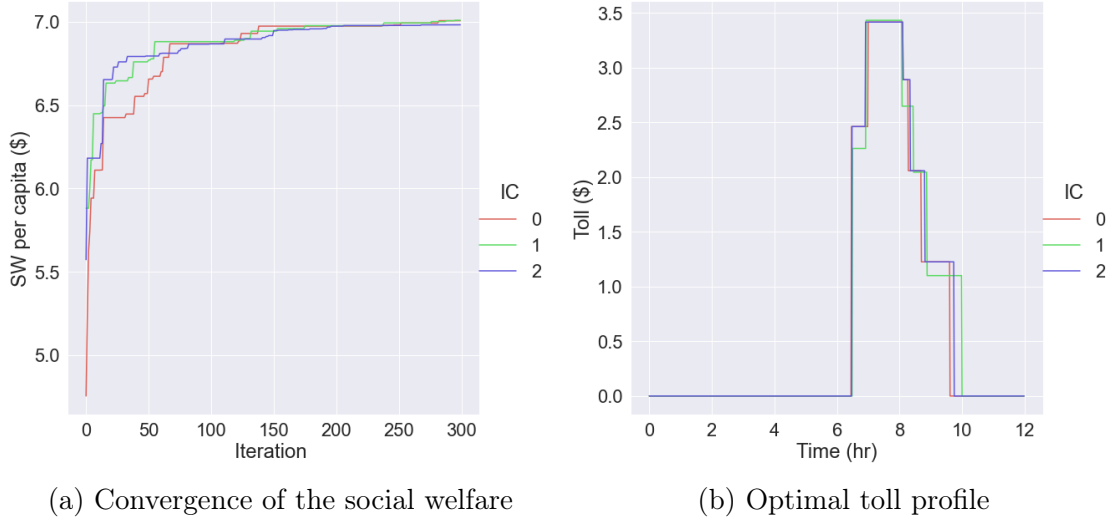 7.0
6.5
6.0
5.5
5.0
SW per capita ($)
0 50 100 150 200 250 300
Iteration
IC
0
1
2
(a) Convergence of the social welfare
3.5
3.0
2.5
2.0
1.5
1.0
0.5
0.0
Toll ($)
0 2 4 6 8 10 12
Time (hr)
IC
0
1
2
(b) Optimal toll profile